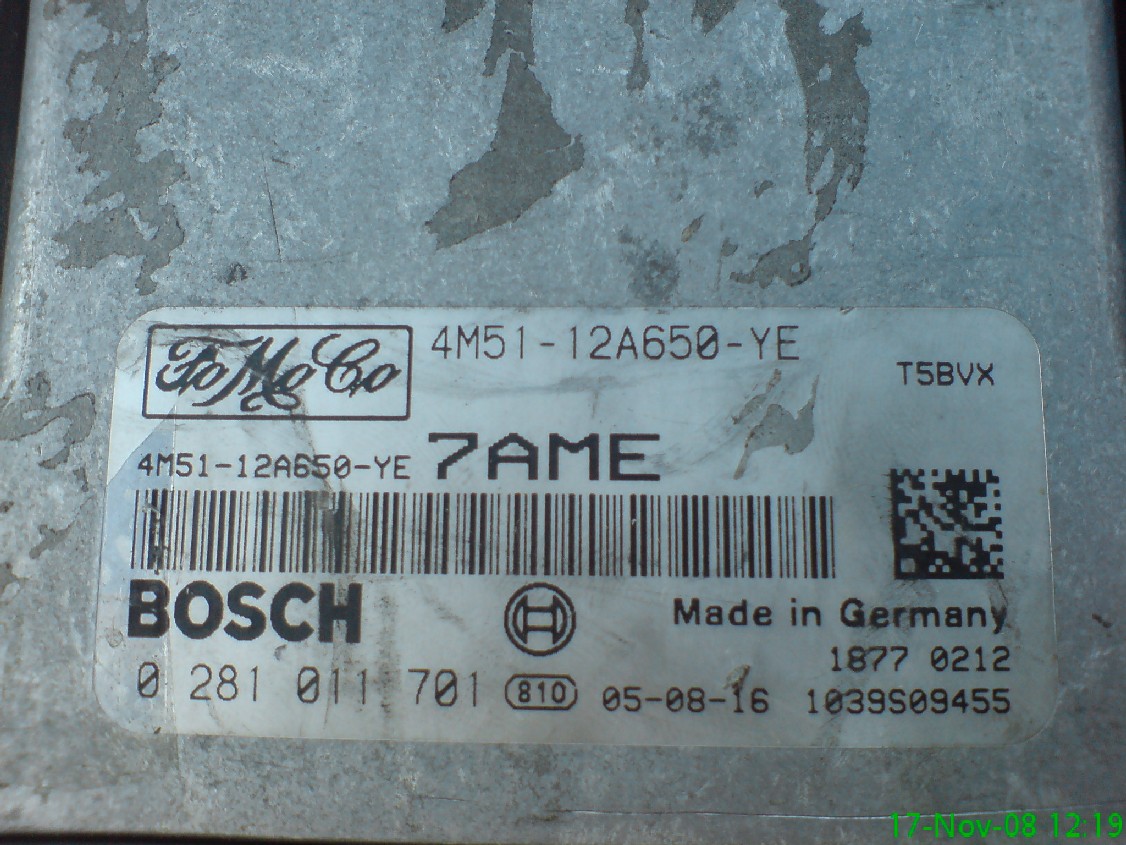 FoMoCo 4M51-12A650-YE
T5BVX
4M51-12A650-YE 7AME
BOSCH
Made in Germany
1877 0212
0 281 011 701 810 05-08-16 1039S09455
17-Nov-08 12:19